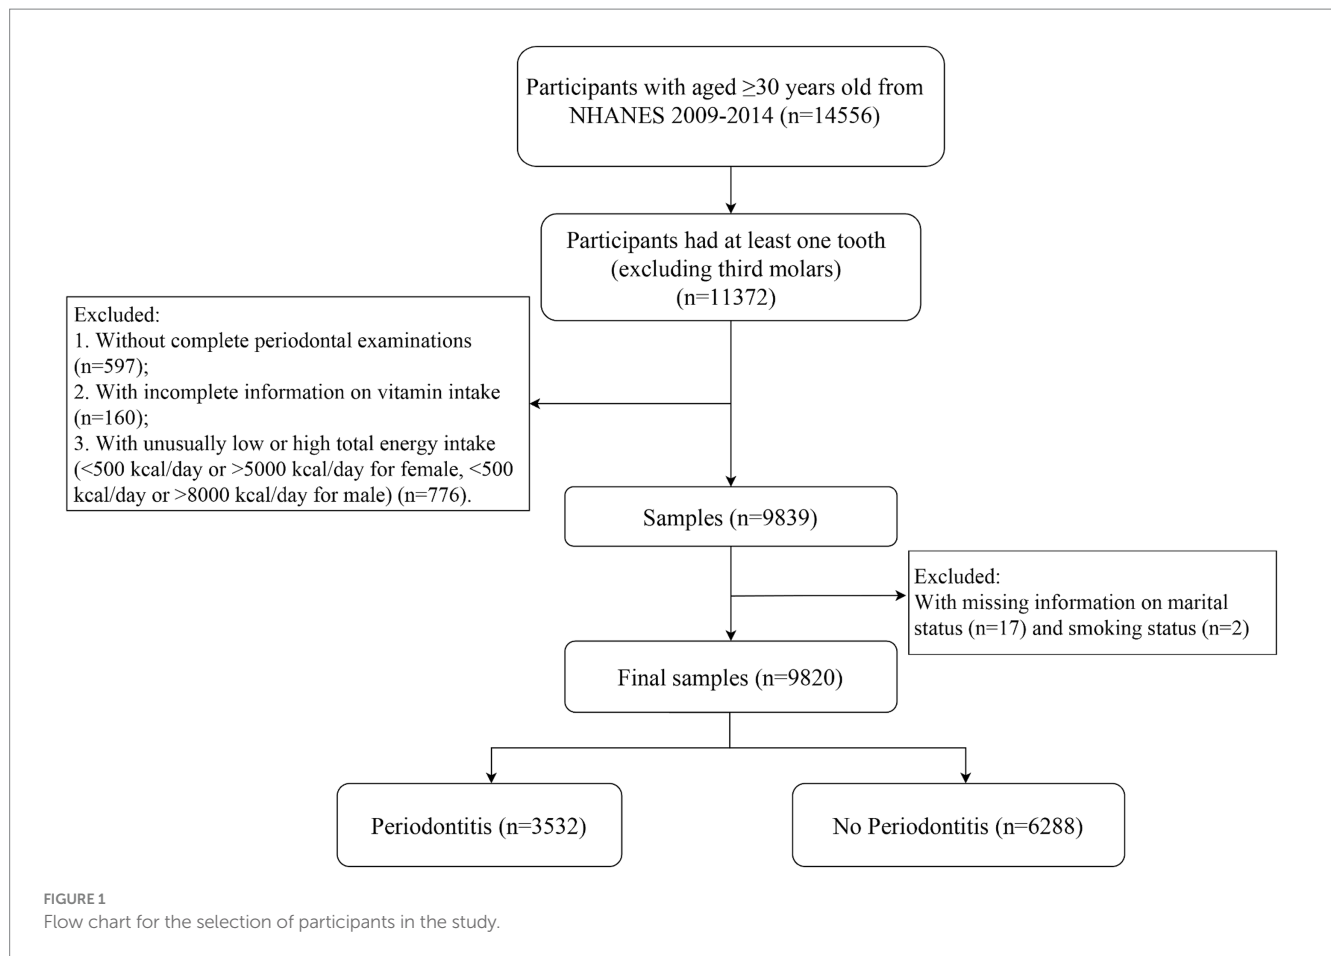 Participants with aged ≥30 years old from
NHANES 2009-2014 (n=14556)
Participants had at least one tooth
(excluding third molars)
(n=11372)
Excluded:
1. Without complete periodontal examinations
(n=597);
2. With incomplete information on vitamin intake
(n=160);
3. With unusually low or high total energy intake
(<500 kcal/day or >5000 kcal/day for female, <500
kcal/day or >8000 kcal/day for male) (n=776).
Samples (n=9839)
Excluded:
With missing information on marital
status (n=17) and smoking status (n=2)
Final samples (n=9820)
Periodontitis (n=3532)
No Periodontitis (n=6288)
FIGURE 1
Flow chart for the selection of participants in the study.